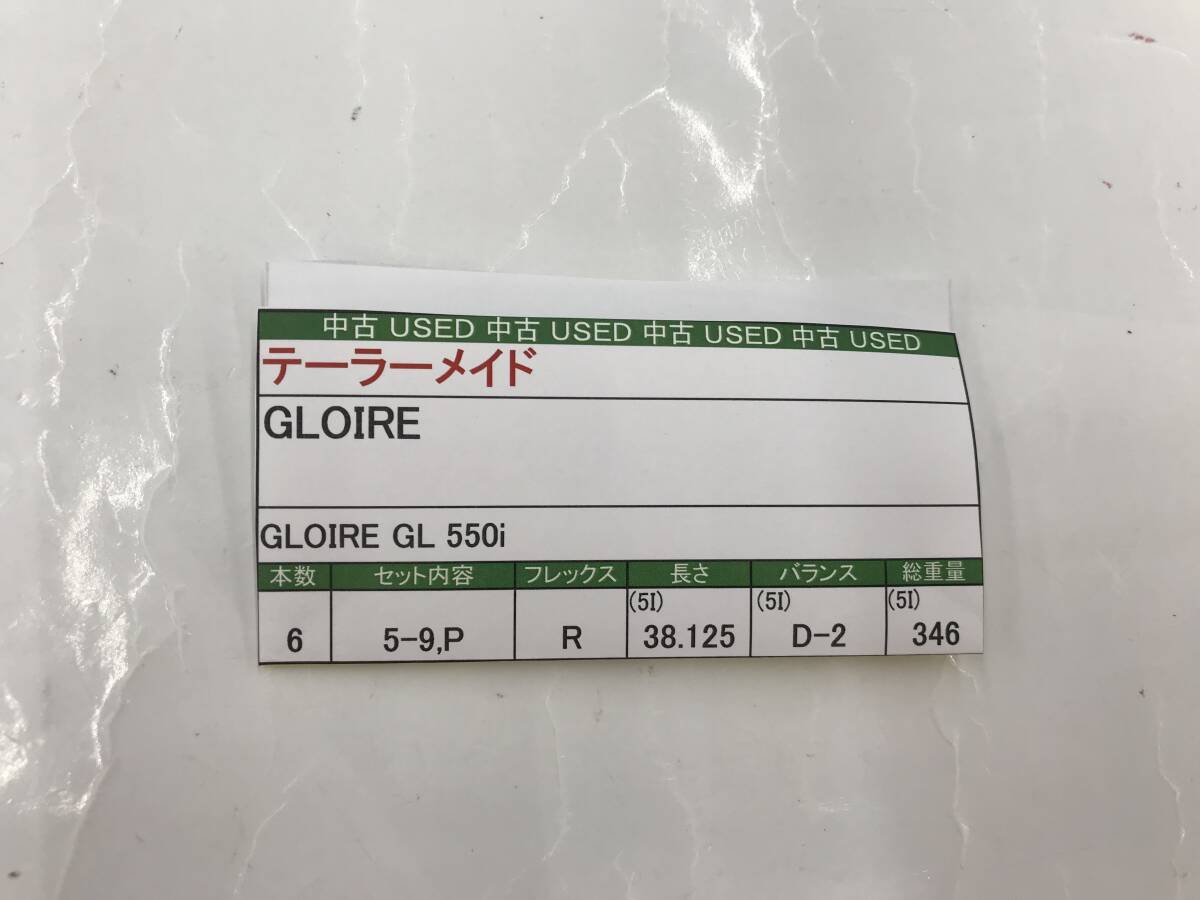 中古 USED 中古 USED 中古 USED 中古 USED
テーラーメイド
GLOIRE
GLOIRE GL 550i
本数 セット内容 フレックス 長さ バランス 総重量
(5I) (5I) (5I)
6 5-9,P R 38.125 D-2 346